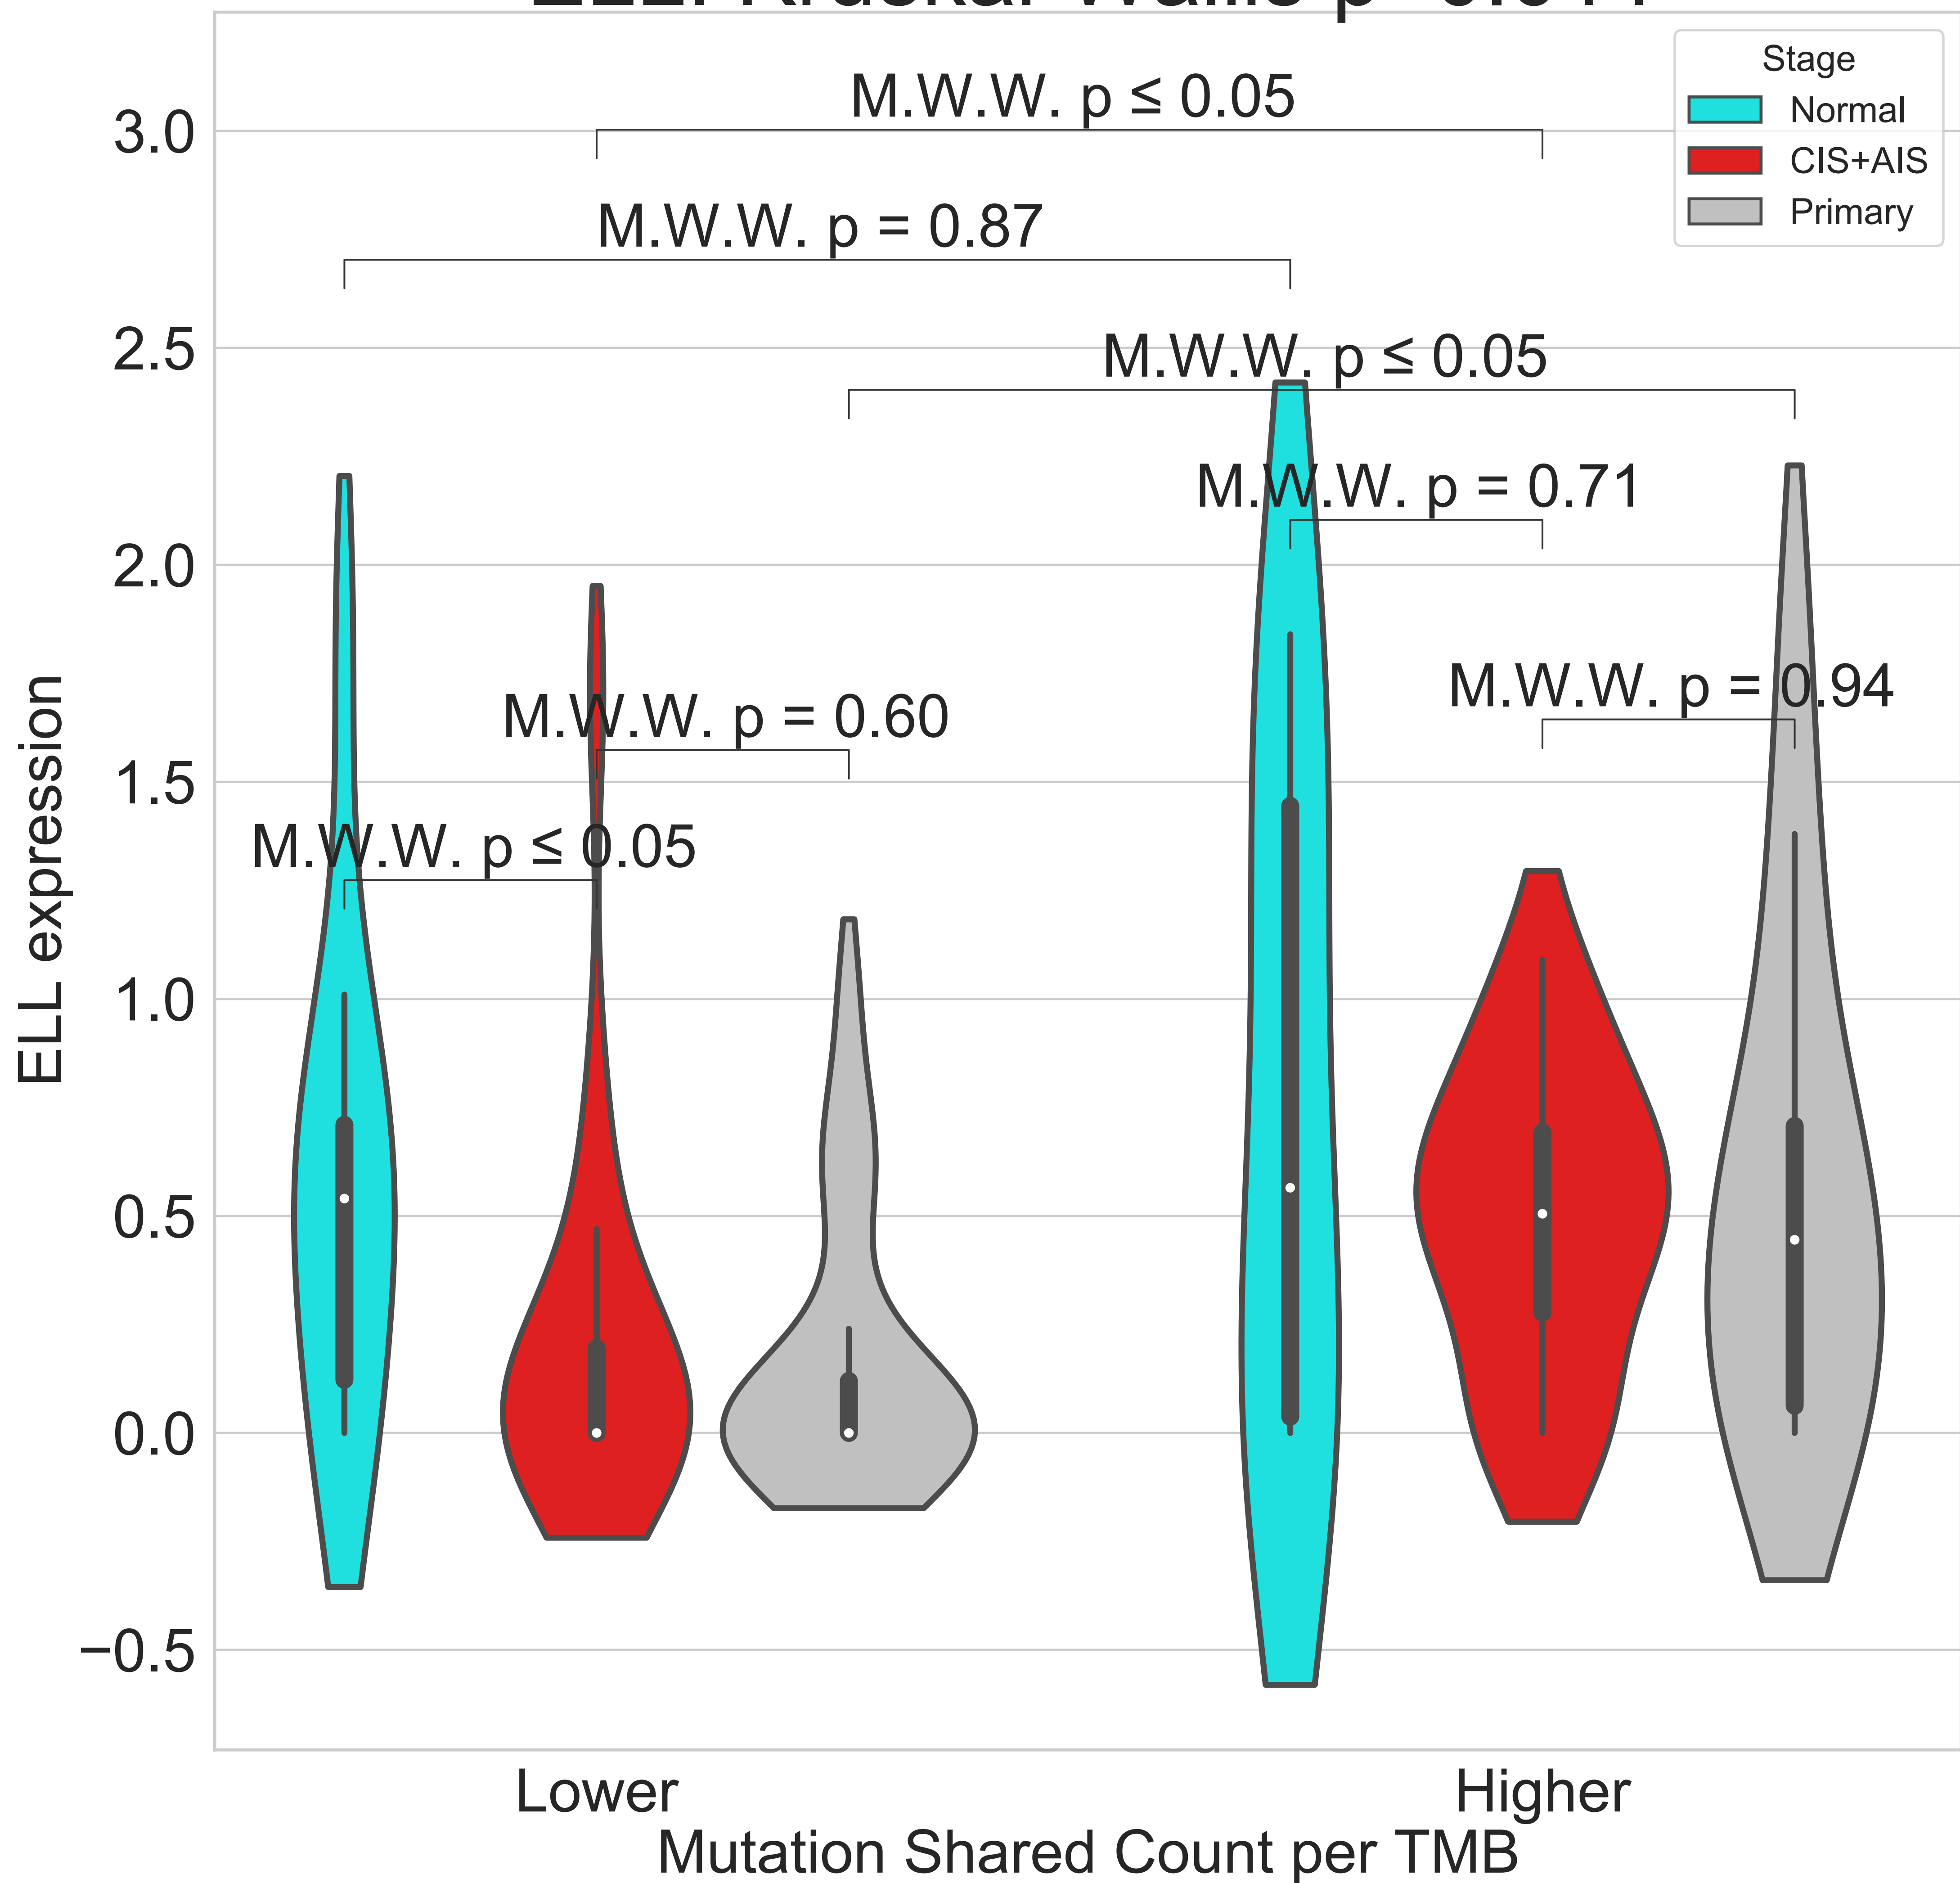 Stage
Normal
CIS+AIS
Primary
M.W.W. p ≤ 0.05
M.W.W. p = 0.87
M.W.W. p ≤ 0.05
M.W.W. p = 0.71
M.W.W. p = 0.94
M.W.W. p = 0.60
M.W.W. p ≤ 0.05
3.0
2.5
2.0
1.5
1.0
0.5
0.0
−0.5
ELL expression
Lower
Higher
Mutation Shared Count per TMB